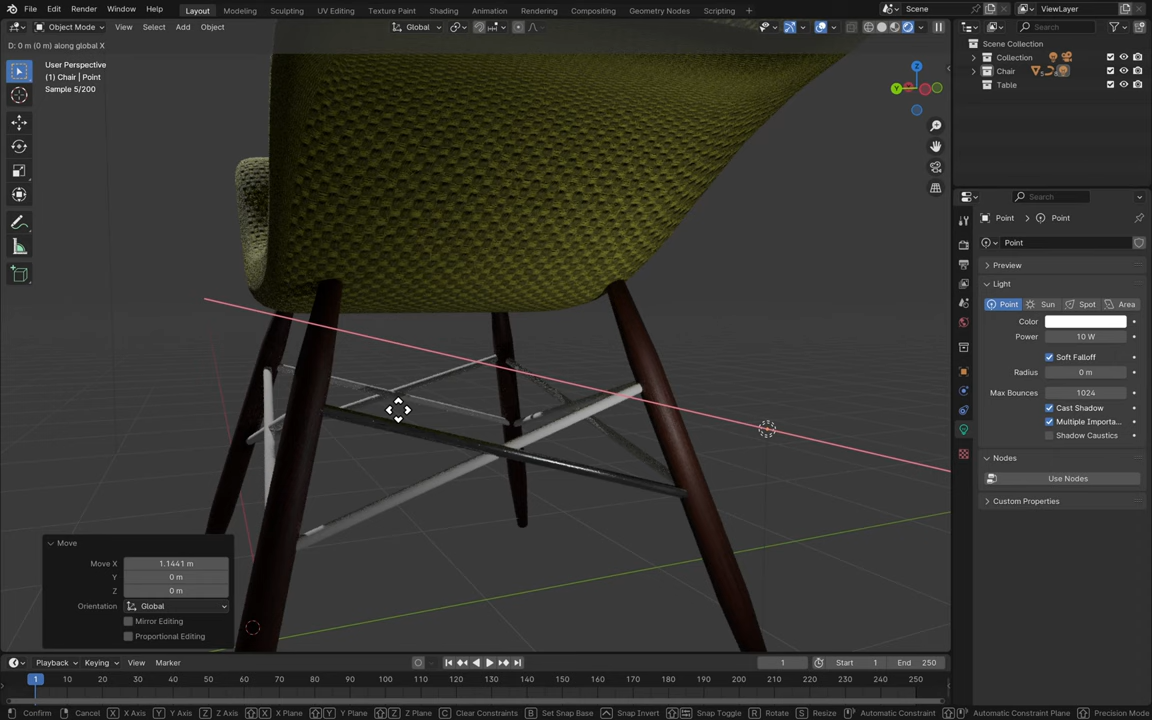 File Edit Render Window Help Layout Modeling Sculpting UV Editing Texture Paint Shading Animation Rendering Compositing Geometry Nodes Scripting Scene ViewLayer
Object Mode View Select Add Object Global Search
D: 0 m (0 m) along global X
User Perspective
(1) Chair | Point
Sample 5/200
Scene Collection
Collection
Chair
Table
Z
Y
Search
Point > Point
Point
Preview
Light
Point Sun Spot Area
Color
Power 10 W
Soft Falloff
Radius 0 m
Max Bounces 1024
Cast Shadow
Multiple Importa...
Shadow Caustics
Nodes
Use Nodes
Custom Properties
Move
Move X 1.1441 m
Y 0 m
Z 0 m
Orientation Global
Mirror Editing
Proportional Editing
Playback Keying View Marker 1 Start 1 End 250
1 10 20 30 40 50 60 70 80 90 100 110 120 130 140 150 160 170 180 190 200 210 220 230 240 250
Confirm Cancel X X Axis Y Y Axis Z Z Axis X X Plane Y Y Plane Z Z Plane C Clear Constraints B Set Snap Base Snap Invert Snap Toggle R Rotate S Resize Automatic Constraint Automatic Constraint Plane Precision Mode